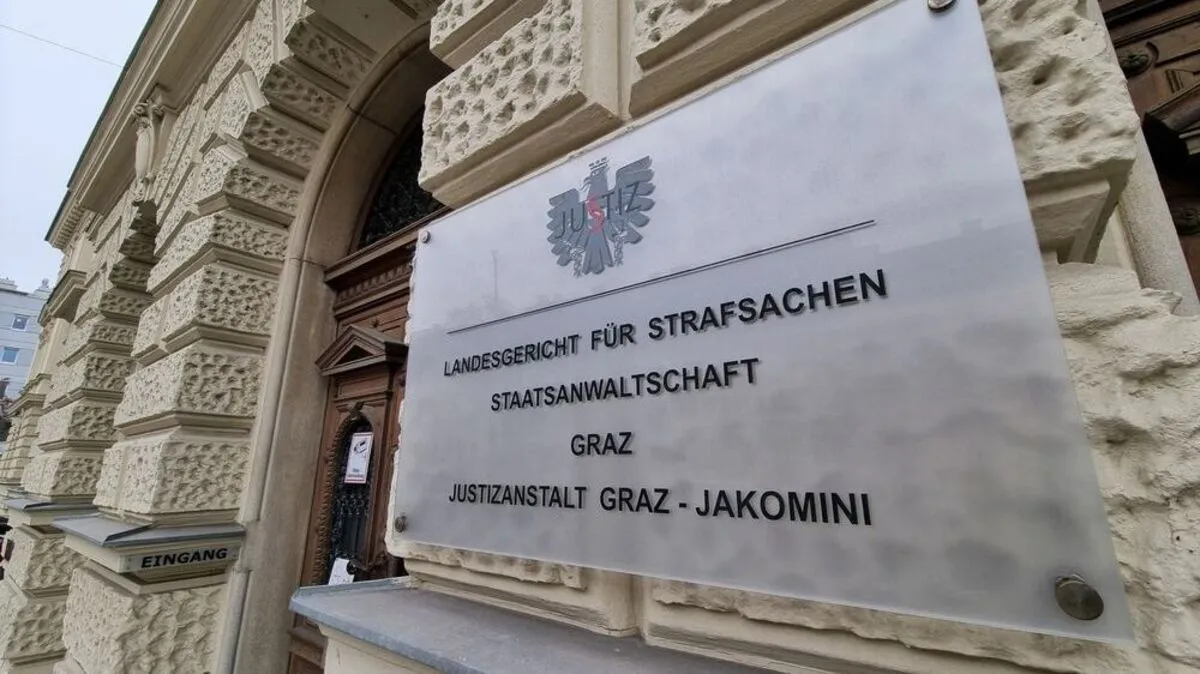 JUSTIZ
LANDESGERICHT FÜR STRAFSACHEN
STAATSANWALTSCHAFT
GRAZ
JUSTIZANSTALT GRAZ - JAKOMINI
EINGANG